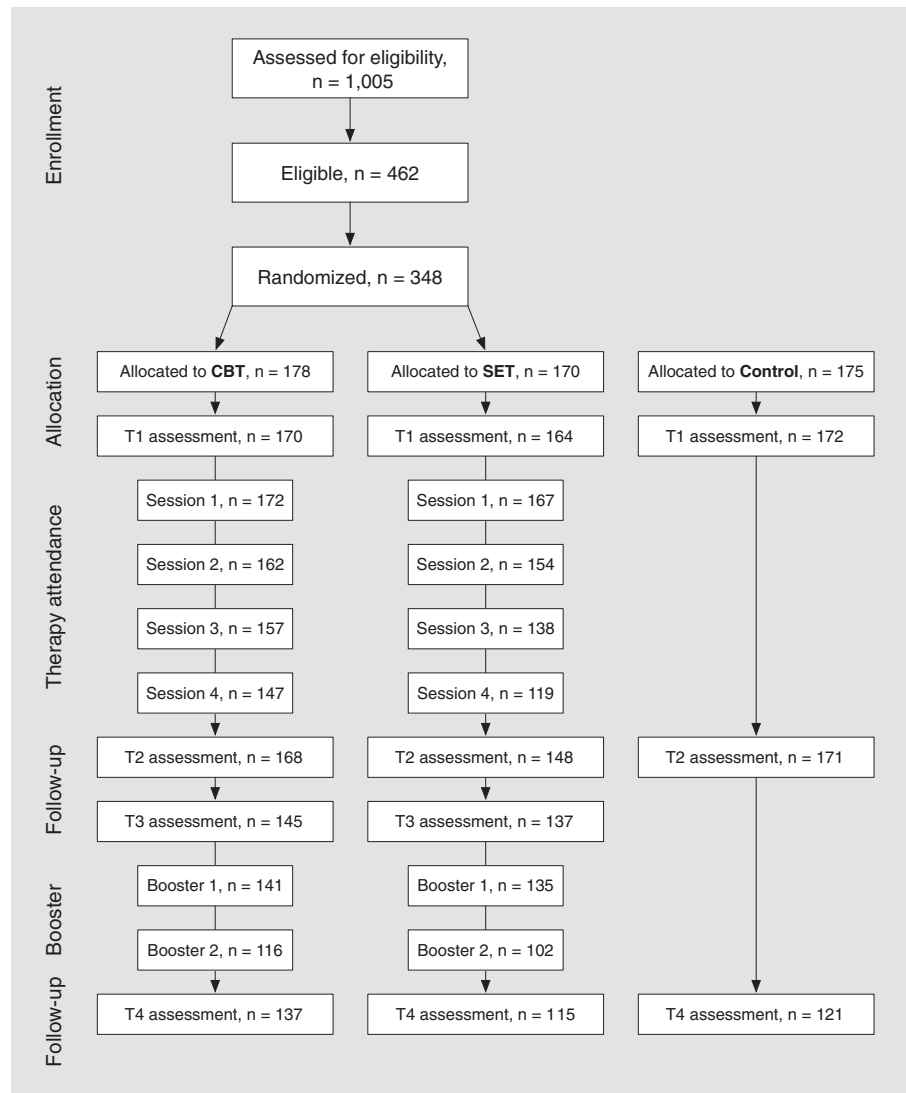 Enrollment
Assessed for eligibility,
n = 1,005
Eligible, n = 462
Randomized, n = 348
Allocation
Allocated to CBT, n = 178
Allocated to SET, n = 170
Allocated to Control, n = 175
T1 assessment, n = 170
T1 assessment, n = 164
T1 assessment, n = 172
Therapy attendance
Session 1, n = 172
Session 1, n = 167
Session 2, n = 162
Session 2, n = 154
Session 3, n = 157
Session 3, n = 138
Session 4, n = 147
Session 4, n = 119
Follow-up
T2 assessment, n = 168
T2 assessment, n = 148
T2 assessment, n = 171
T3 assessment, n = 145
T3 assessment, n = 137
Booster
Booster 1, n = 141
Booster 1, n = 135
Booster 2, n = 116
Booster 2, n = 102
Follow-up
T4 assessment, n = 137
T4 assessment, n = 115
T4 assessment, n = 121